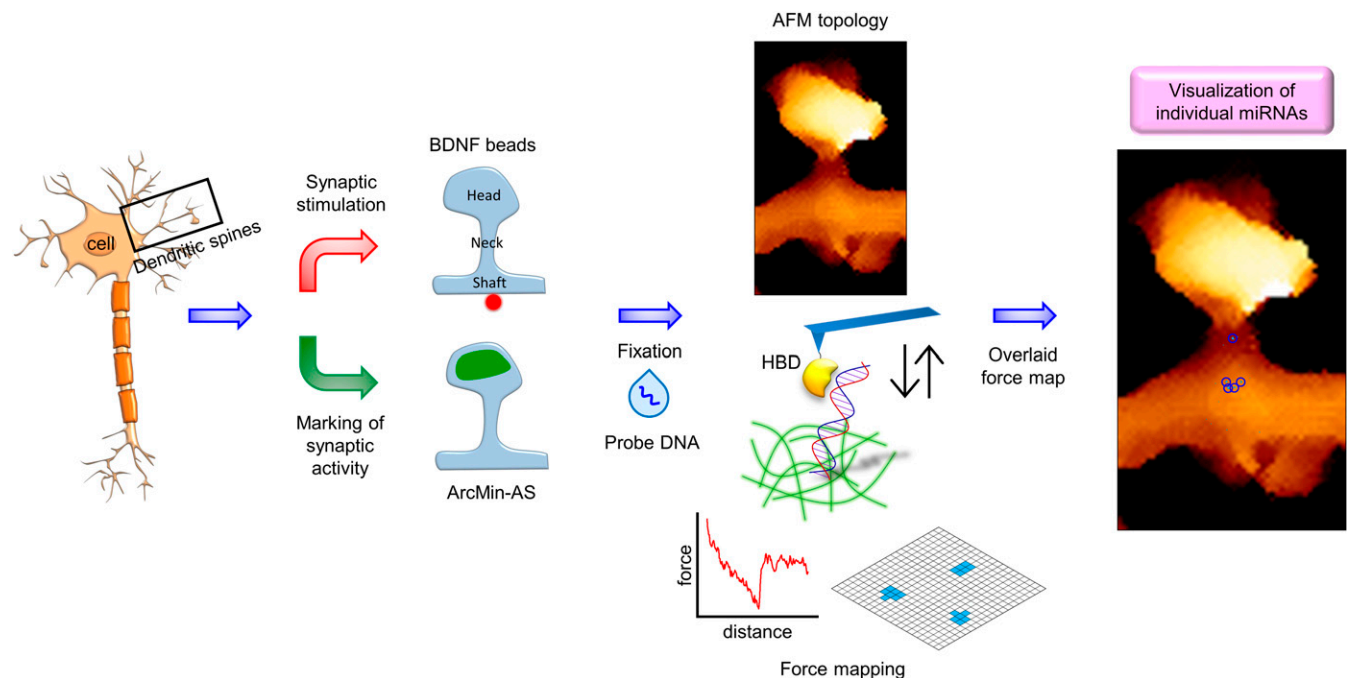 cell
Dendritic spines
Synaptic
stimulation
Marking of
synaptic
activity
BDNF beads
Head
Neck
Shaft
ArcMin-AS
Fixation
Probe DNA
AFM topology
HBD
force
distance
Force mapping
Overlaid
force map
Visualization of
individual miRNAs